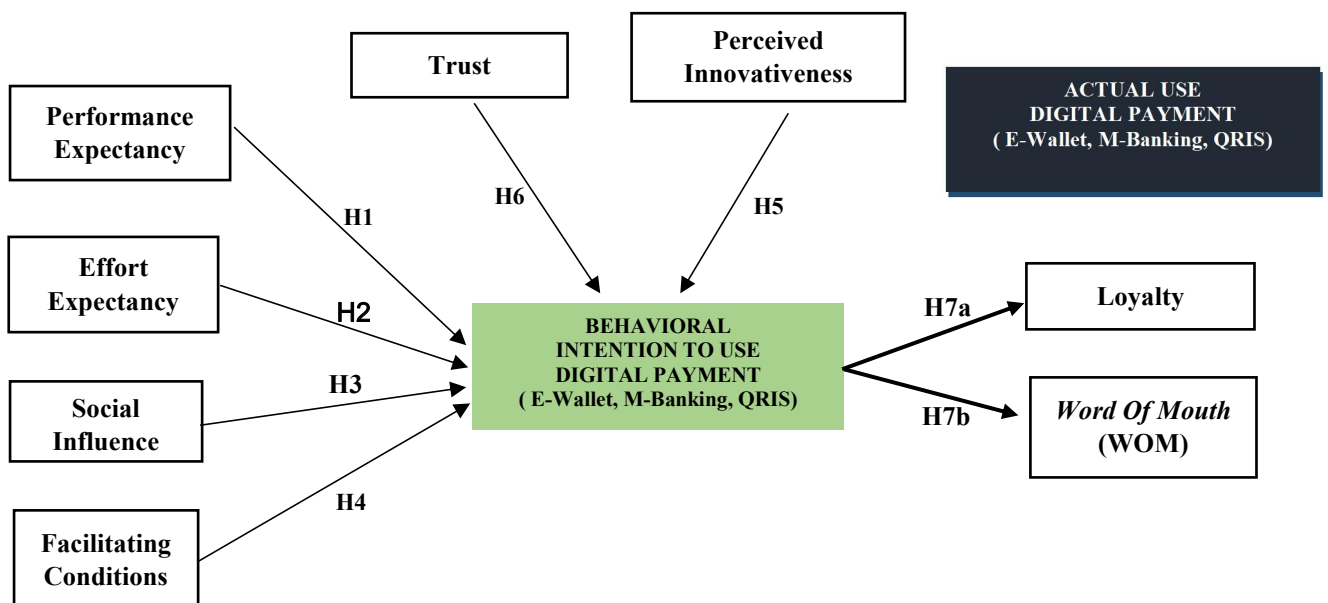 Trust
Perceived
Innovativeness
ACTUAL USE
DIGITAL PAYMENT
( E-Wallet, M-Banking, QRIS)
Performance
Expectancy
H1
H6
H5
Effort
Expectancy
H2
BEHAVIORAL
INTENTION TO USE
DIGITAL PAYMENT
( E-Wallet, M-Banking, QRIS)
H7a
Loyalty
H3
Social
Influence
H7b
Word Of Mouth
(WOM)
H4
Facilitating
Conditions